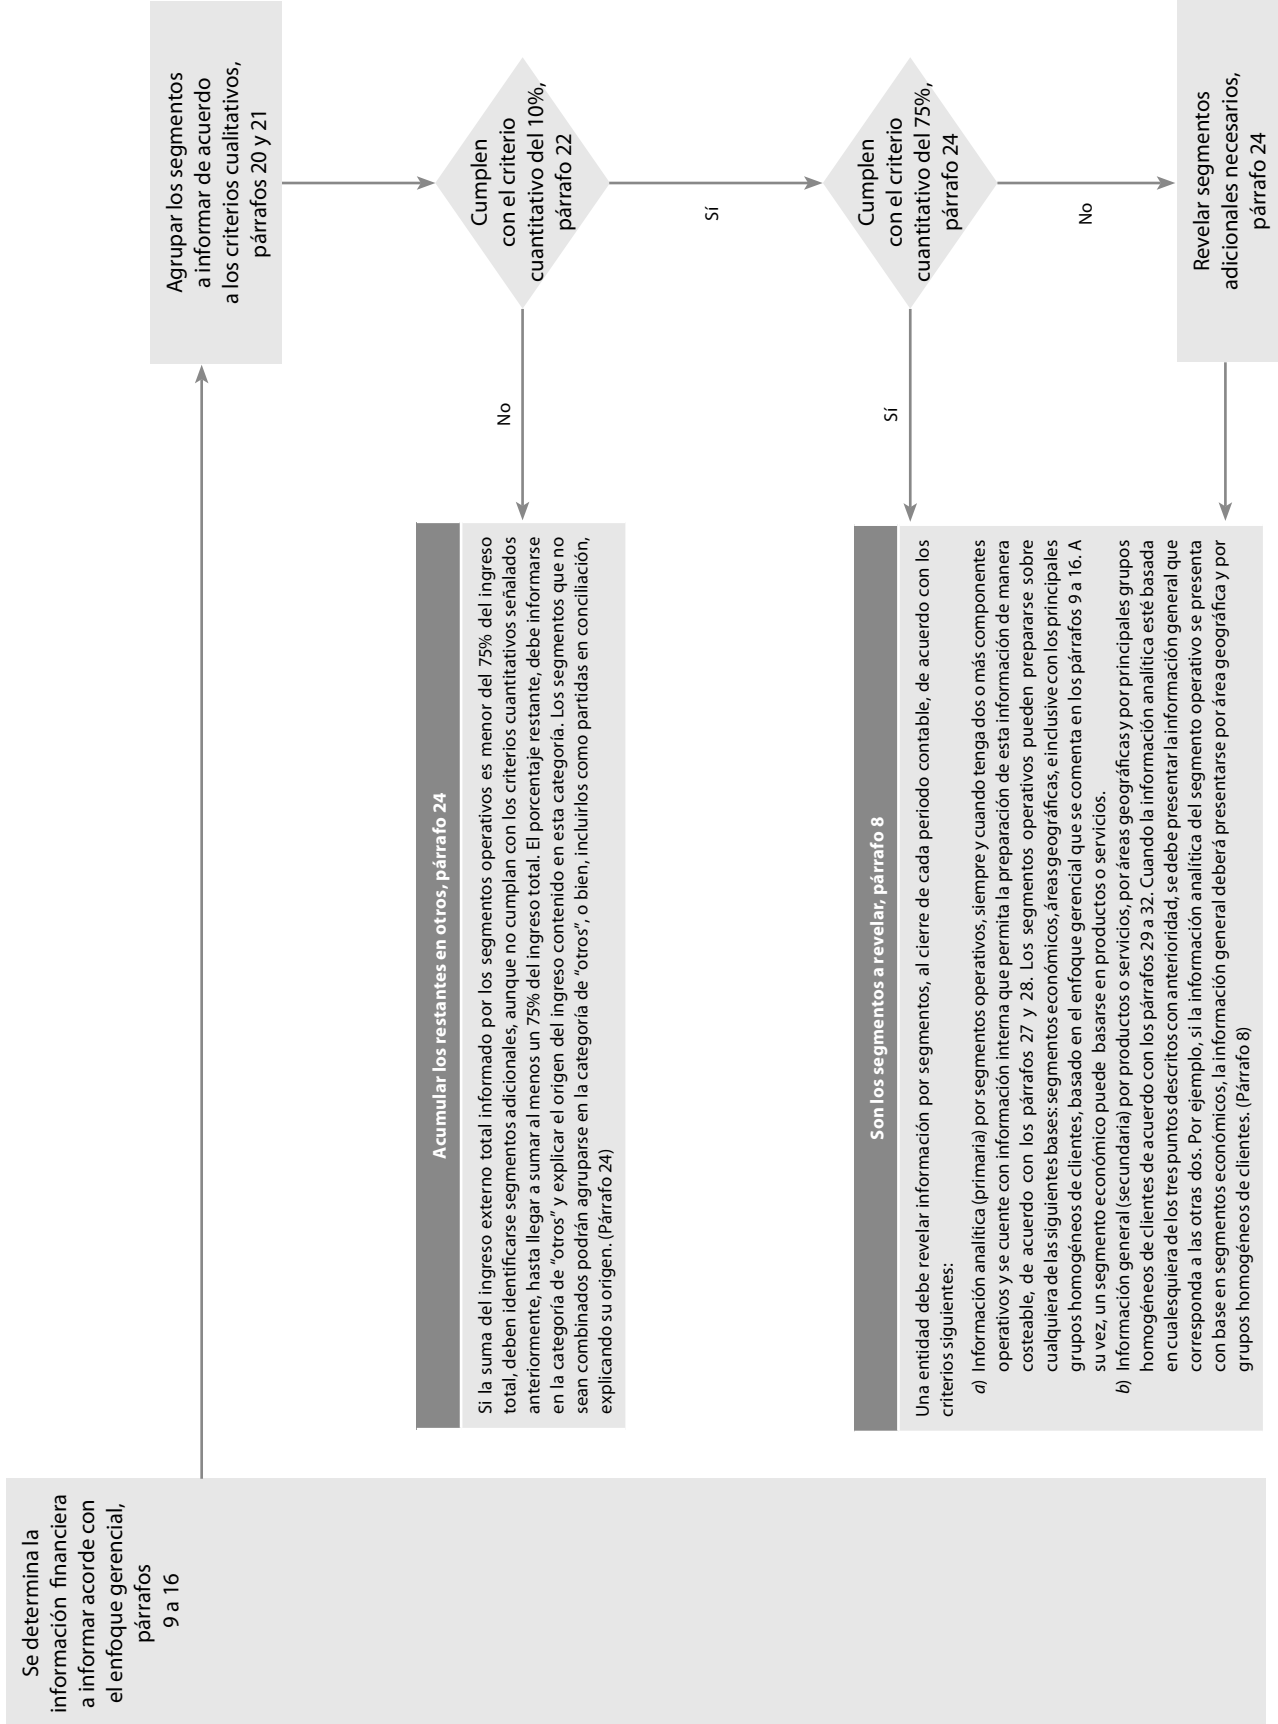 Se determina la
información financiera
a informar acorde con
el enfoque gerencial,
párrafos
9 a 16
Agrupar los segmentos
a informar de acuerdo
a los criterios cualitativos,
párrafos 20 y 21
Cumplen
con el criterio
cuantitativo del 10%,
párrafo 22
No
Sí
Acumular los restantes en otros, párrafo 24
Si la suma del ingreso externo total informado por los segmentos operativos es menor del 75% del ingreso
total, deben identificarse segmentos adicionales, aunque no cumplan con los criterios cuantitativos señalados
anteriormente, hasta llegar a sumar al menos un 75% del ingreso total. El porcentaje restante, debe informarse
en la categoría de “otros” y explicar el origen del ingreso contenido en esta categoría. Los segmentos que no
sean combinados podrán agruparse en la categoría de “otros”, o bien, incluirlos como partidas en conciliación,
explicando su origen. (Párrafo 24)
Cumplen
con el criterio
cuantitativo del 75%,
párrafo 24
Sí
No
Son los segmentos a revelar, párrafo 8
Una entidad debe revelar información por segmentos, al cierre de cada periodo contable, de acuerdo con los
criterios siguientes:
a) Información analítica (primaria) por segmentos operativos, siempre y cuando tenga dos o más componentes
operativos y se cuente con información interna que permita la preparación de esta información de manera
costeable, de acuerdo con los párrafos 27 y 28. Los segmentos operativos pueden prepararse sobre
cualquiera de las siguientes bases: segmentos económicos, áreas geográficas, e inclusive con los principales
grupos homogéneos de clientes, basado en el enfoque gerencial que se comenta en los párrafos 9 a 16. A
su vez, un segmento económico puede basarse en productos o servicios.
b) Información general (secundaria) por productos o servicios, por áreas geográficas y por principales grupos
homogéneos de clientes de acuerdo con los párrafos 29 a 32. Cuando la información analítica esté basada
en cualesquiera de los tres puntos descritos con anterioridad, se debe presentar la información general que
corresponda a las otras dos. Por ejemplo, si la información analítica del segmento operativo se presenta
con base en segmentos económicos, la información general deberá presentarse por área geográfica y por
grupos homogéneos de clientes. (Párrafo 8)
Revelar segmentos
adicionales necesarios,
párrafo 24